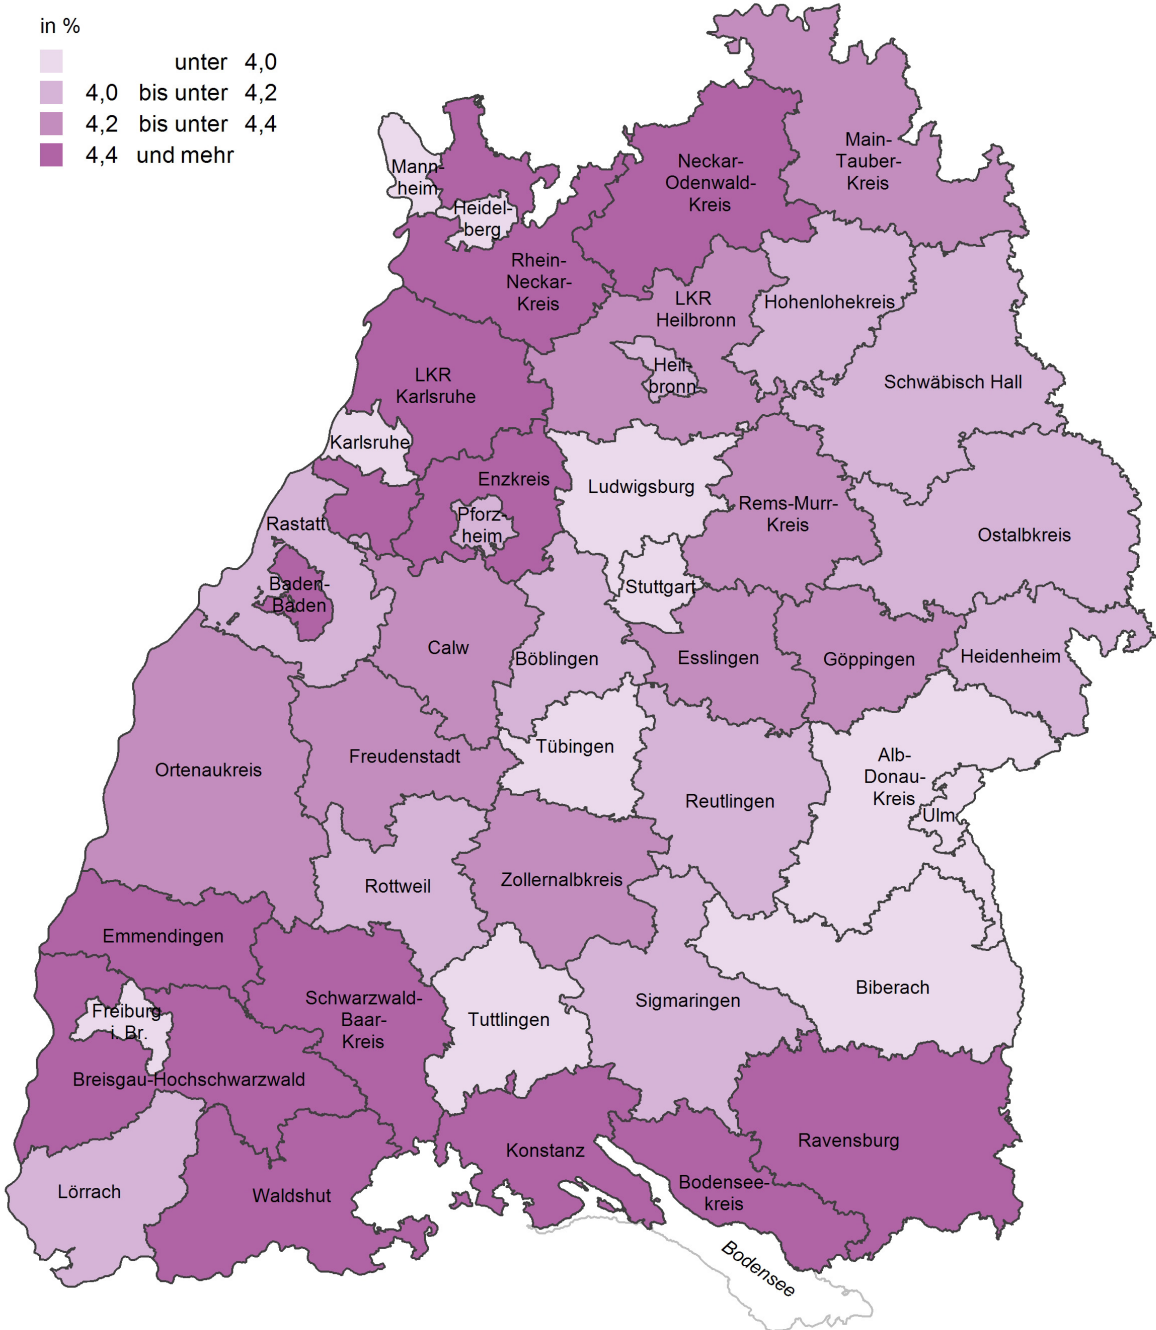 in %
unter 4,0
4,0 bis unter 4,2
4,2 bis unter 4,4
4,4 und mehr
Main-
Tauber-
Kreis
Neckar-
Odenwald-
Kreis
Mann-
heim
Heidel-
berg
Rhein-
Neckar-
Kreis
LKR
Heilbronn
Hohenlohekreis
Heil-
bronn
Schwäbisch Hall
LKR
Karlsruhe
Karlsruhe
Enzkreis
Ludwigsburg
Rems-Murr-
Kreis
Pforz-
heim
Rastatt
Ostalbkreis
Baden-
Baden
Stuttgart
Calw
Böblingen
Esslingen
Göppingen
Heidenheim
Tübingen
Freudenstadt
Ortenaukreis
Alb-
Donau-
Kreis
Reutlingen
Ulm
Rottweil
Zollernalbkreis
Emmendingen
Biberach
Schwarzwald-
Baar-
Kreis
Sigmaringen
Freiburg
i. Br.
Tuttlingen
Breisgau-Hochschwarzwald
Ravensburg
Konstanz
Lörrach
Waldshut
Bodensee-
kreis
Bodensee